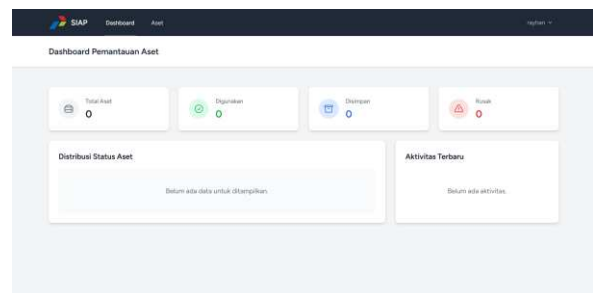 SIAP Dashboard Aset rayhan
Dashboard Pemantauan Aset
Total Aset
0
Digunakan
0
Disimpan
0
Rusak
0
Distribusi Status Aset
Belum ada data untuk ditampilkan.
Aktivitas Terbaru
Belum ada aktivitas.